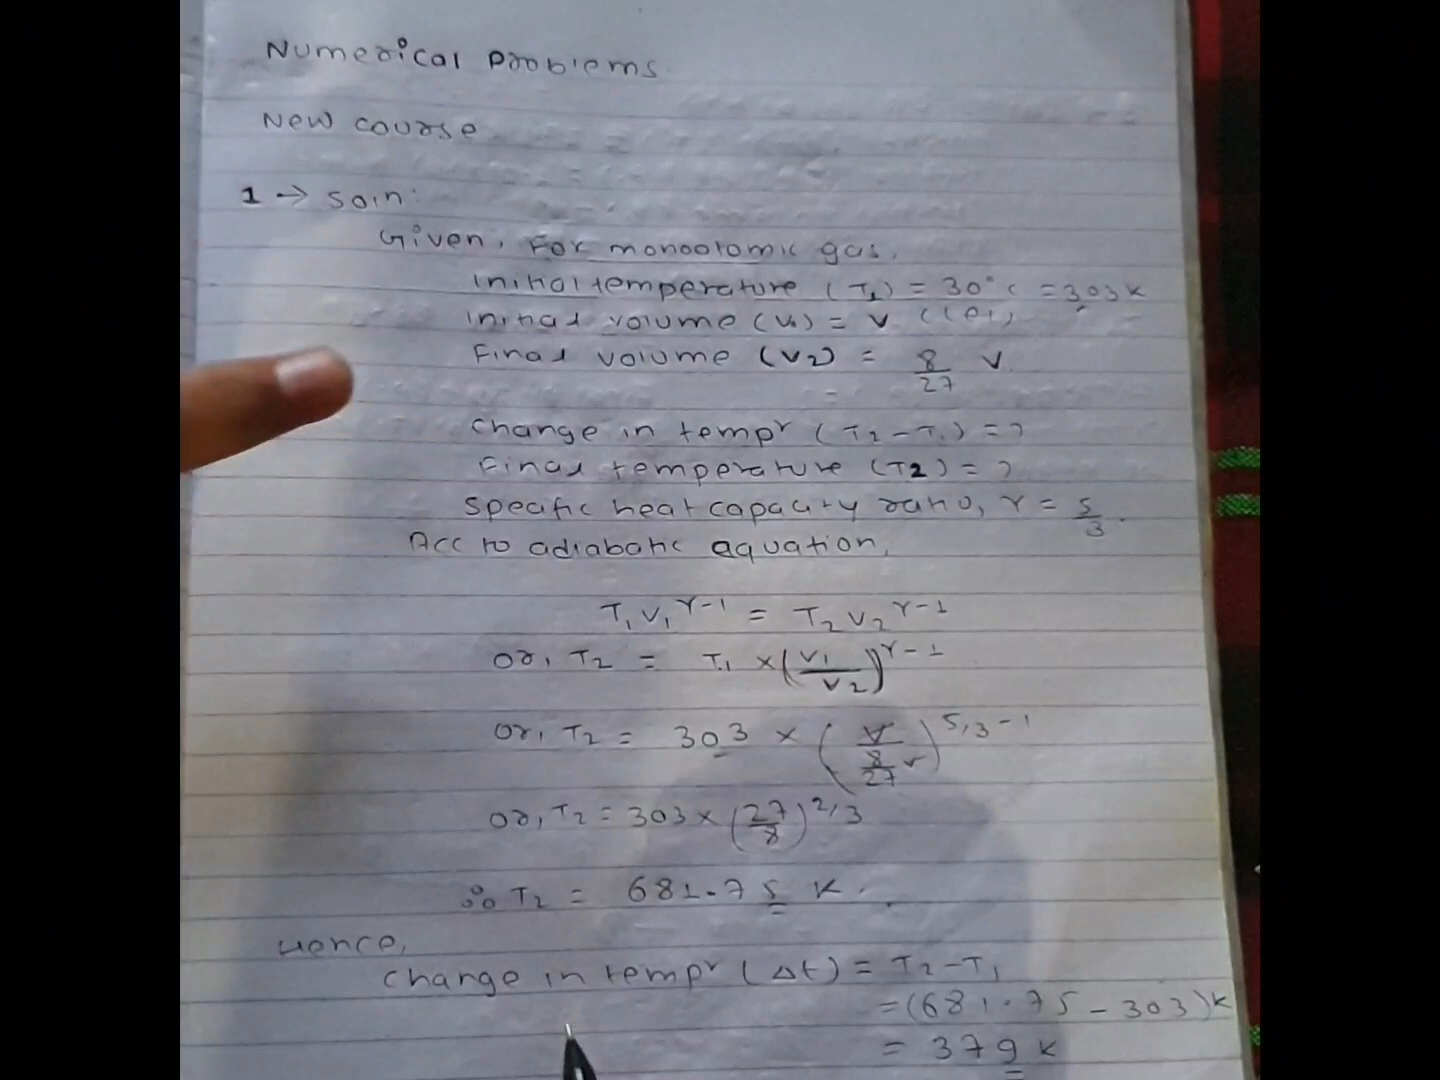 Numerical Problems
New course
1 → Soln:
Given, For monoatomic gas,
Initial temperature (T1) = 30°C = 303 K
Initial volume (V1) = V (let)
Final volume (V2) = 8/27 V
Change in tempr (T2 - T1) = ?
Final temperature (T2) = ?
Specific heat capacity ratio, γ = 5/3.
Acc to adiabatic equation,
T1 V1^γ-1 = T2 V2^γ-1
or, T2 = T1 × (V1/V2)^γ-1
or, T2 = 303 × (V / 8/27 V)^5/3 - 1
or, T2 = 303 × (27/8)^2/3
∴ T2 = 681.75 K.
Hence,
Change in tempr (Δt) = T2 - T1
= (681.75 - 303) K
= 379 K